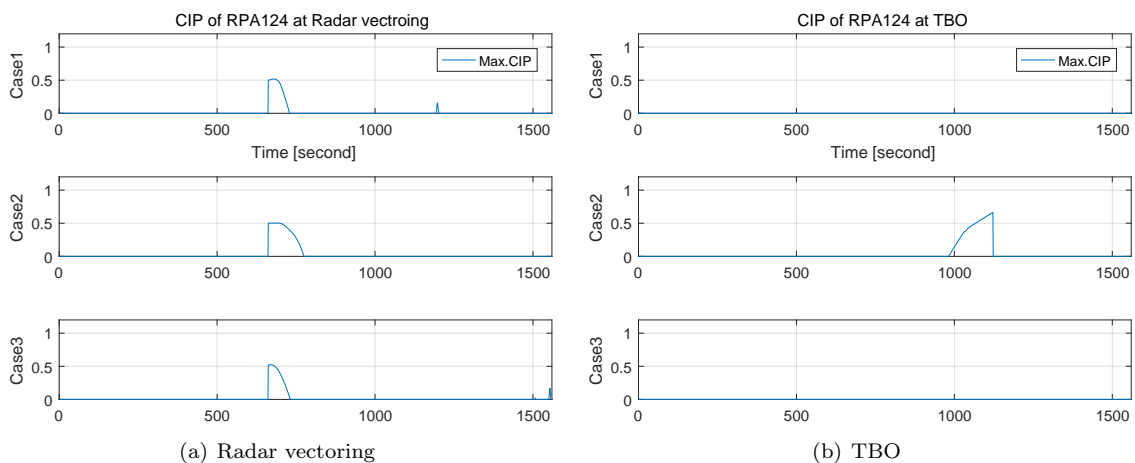 CIP of RPA124 at Radar vectroing
Case1
1
0.5
0
Max.CIP
0 500 1000 1500
Time [second]
Case2
1
0.5
0
0 500 1000 1500
Case3
1
0.5
0
0 500 1000 1500
(a) Radar vectoring
CIP of RPA124 at TBO
Case1
1
0.5
0
Max.CIP
0 500 1000 1500
Time [second]
Case2
1
0.5
0
0 500 1000 1500
Case3
1
0.5
0
0 500 1000 1500
(b) TBO